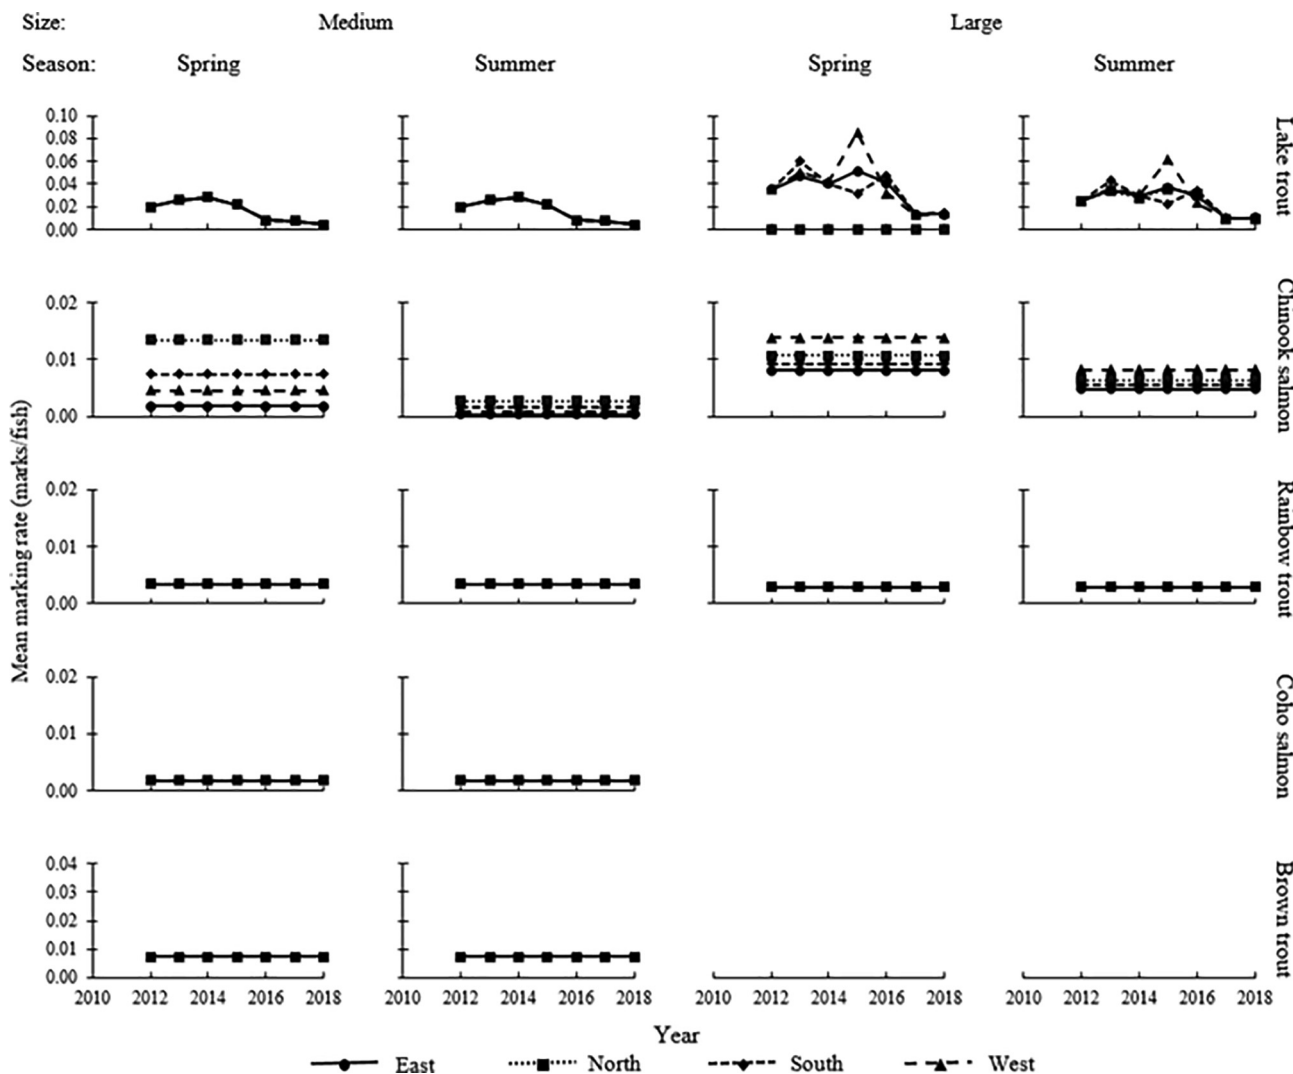 Size: Medium Large
Season: Spring Summer Spring Summer
0.10
0.08
0.06
0.04
0.02
0.00
Lake trout
0.02
0.01
0.00
Chinook salmon
0.02
0.01
0.00
Rainbow trout
0.02
0.01
0.00
Coho salmon
0.04
0.03
0.02
0.01
0.00
Brown trout
Mean marking rate (marks/fish)
2010 2012 2014 2016 2018 2010 2012 2014 2016 2018 2010 2012 2014 2016 2018 2010 2012 2014 2016 2018
Year
East North South West